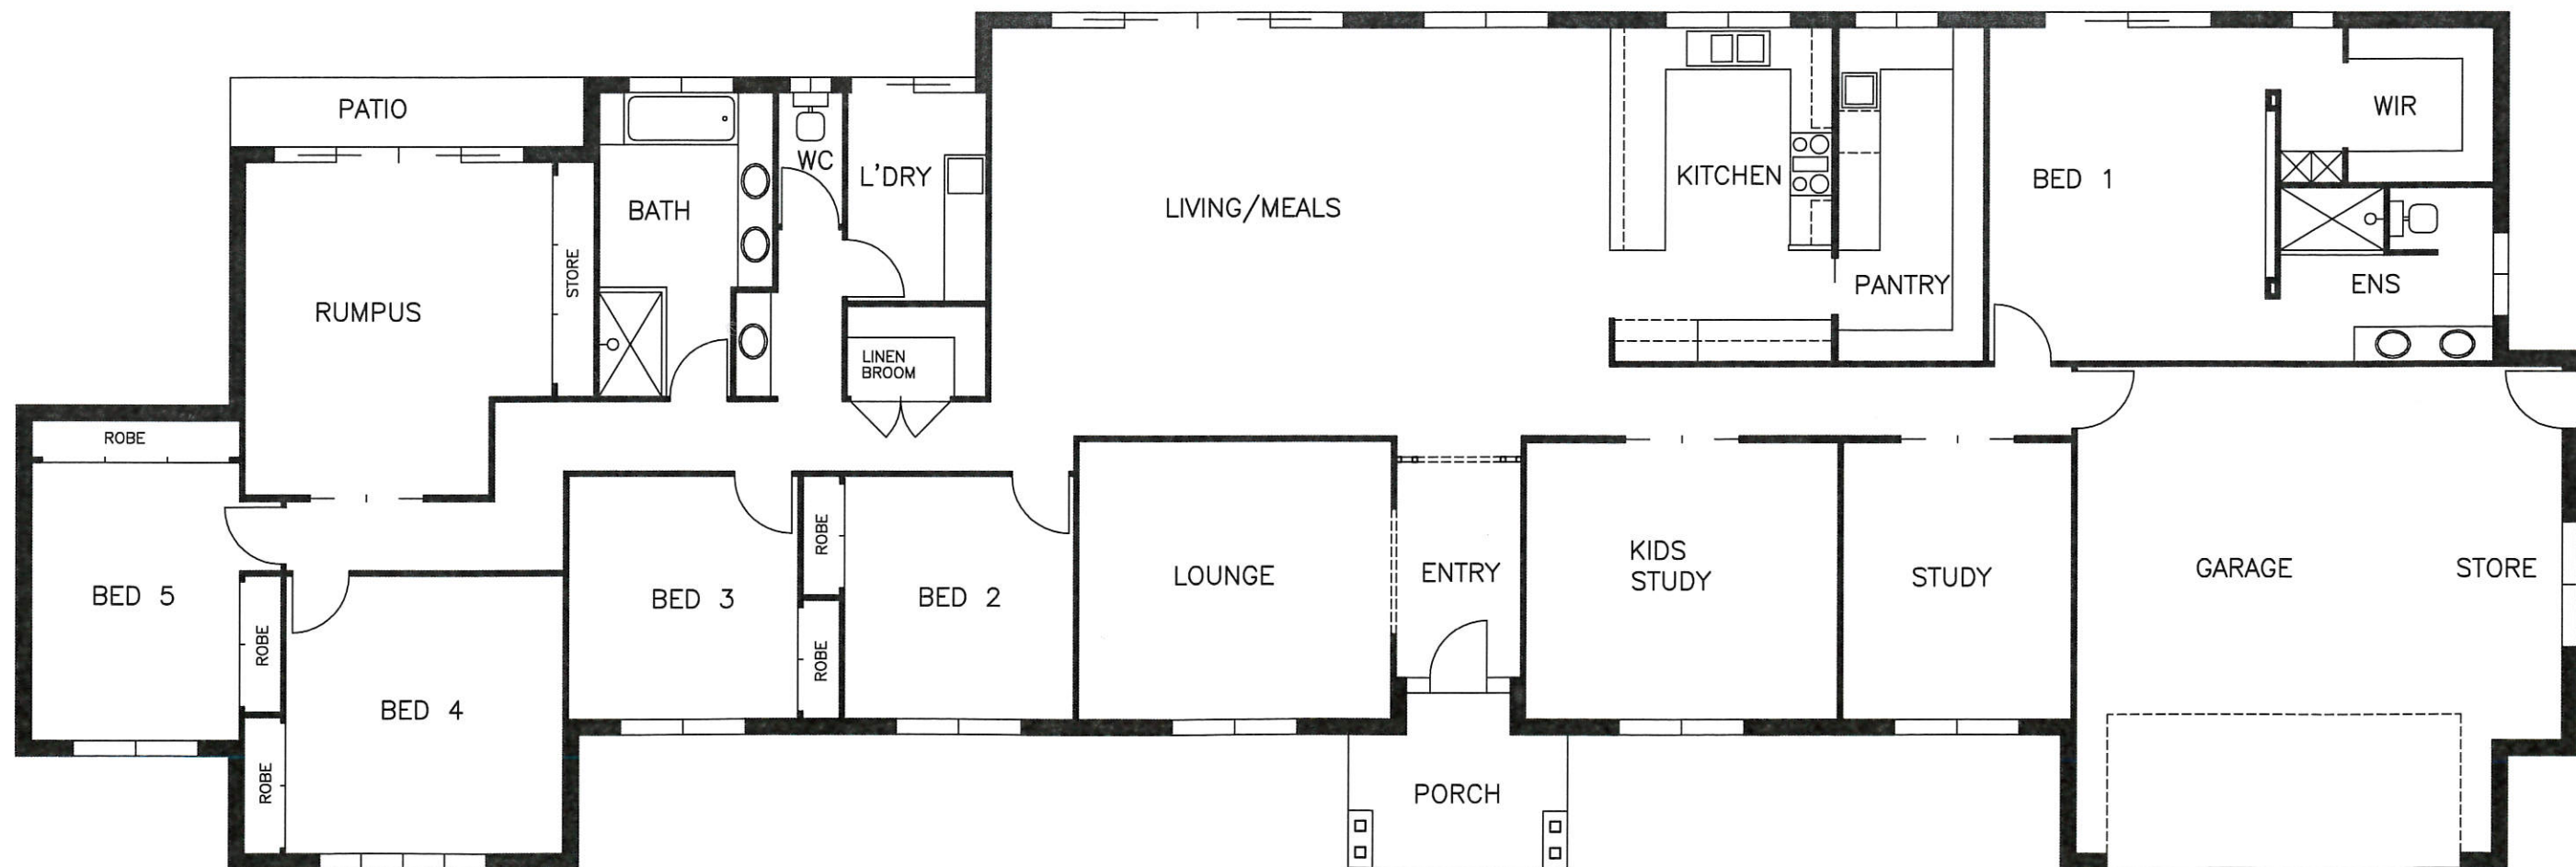 PATIO
WC
L'DRY
BATH
STORE
RUMPUS
LINEN
BROOM
LIVING/MEALS
KITCHEN
PANTRY
BED 1
WIR
ENS
ROBE
BED 5
ROBE
ROBE
BED 4
BED 3
ROBE
ROBE
BED 2
LOUNGE
ENTRY
PORCH
KIDS
STUDY
STUDY
GARAGE
STORE